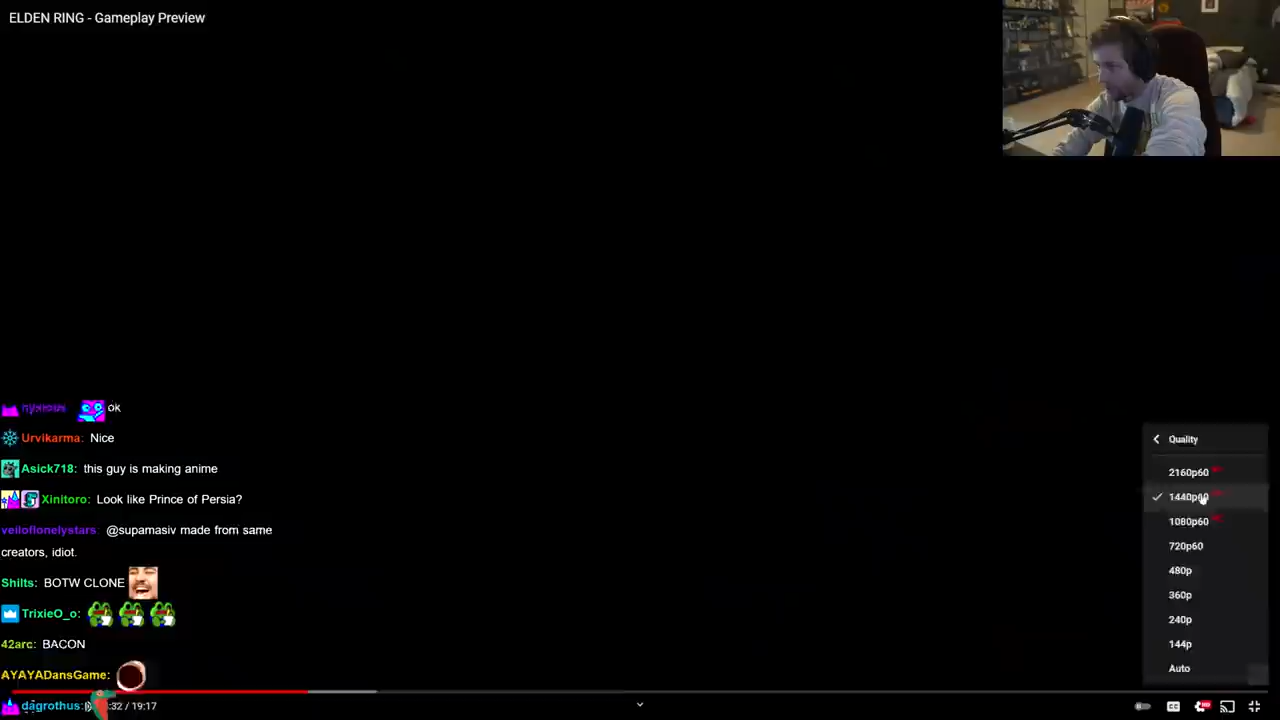 ELDEN RING - Gameplay Preview
ok
Urvikarma: Nice
Asick718: this guy is making anime
Xinitoro: Look like Prince of Persia?
veiloflonelystars: @supamasiv made from same
creators, idiot.
Shilts: BOTW CLONE
TrixieO_o:
42arc: BACON
AYAYADansGame:
dagrothus:
:32 / 19:17
Quality
2160p60
1440p60
1080p60
720p60
480p
360p
240p
144p
Auto